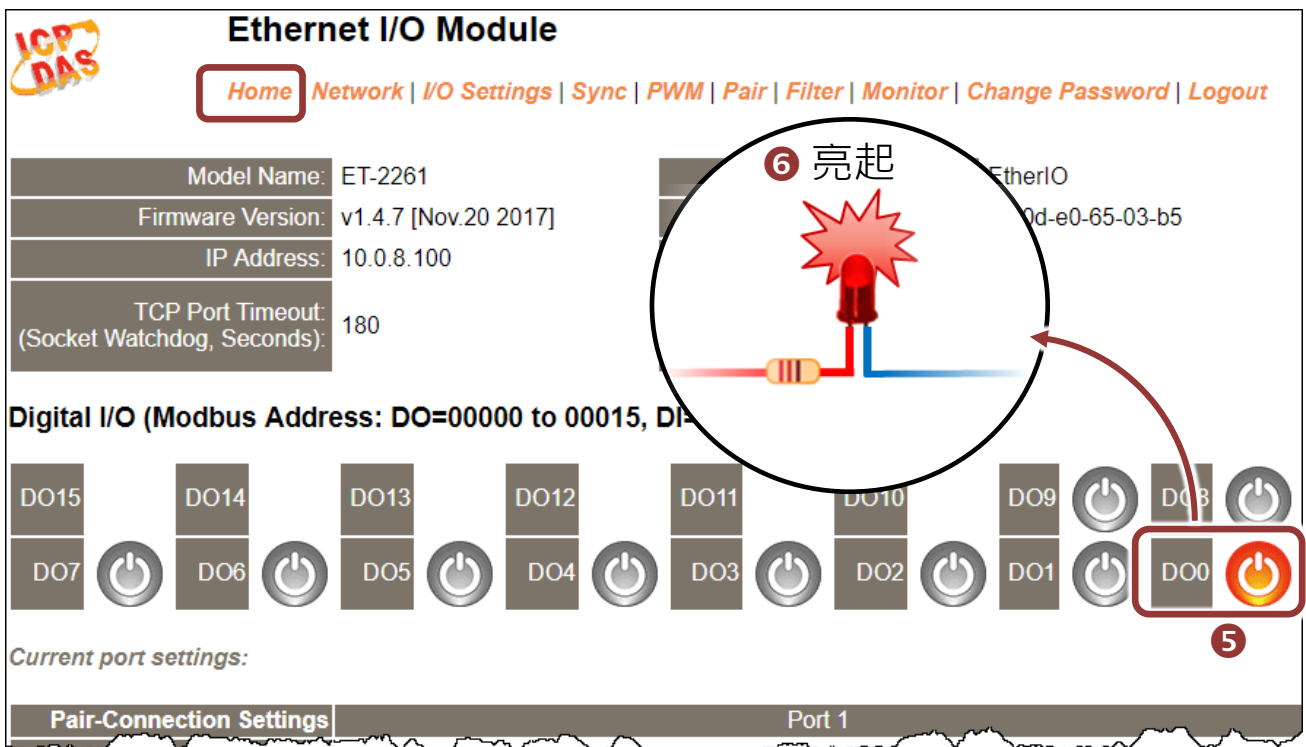 ICP DAS
Ethernet I/O Module
Home Network | I/O Settings | Sync | PWM | Pair | Filter | Monitor | Change Password | Logout
❻ 亮起
Model Name: ET-2261 EtherIO
Firmware Version: v1.4.7 [Nov.20 2017] 0d-e0-65-03-b5
IP Address: 10.0.8.100
TCP Port Timeout:
(Socket Watchdog, Seconds): 180
Digital I/O (Modbus Address: DO=00000 to 00015, DI=
DO15 DO14 DO13 DO12 DO11 DO10 DO9 DO8
DO7 DO6 DO5 DO4 DO3 DO2 DO1 DO0
❺
Current port settings:
Pair-Connection Settings Port 1